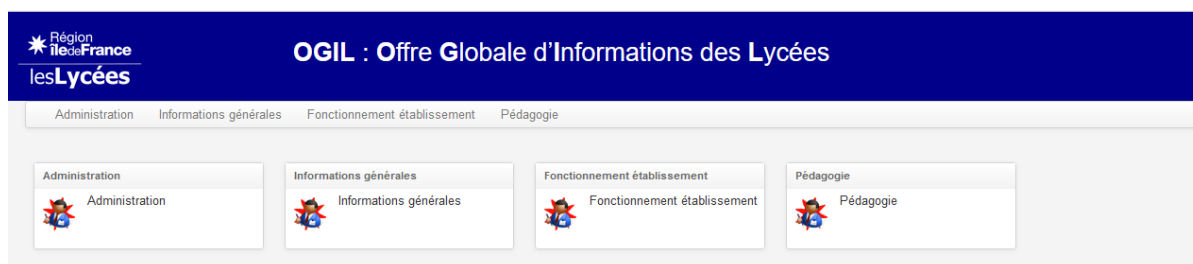 Région
îledeFrance
lesLycées
OGIL : Offre Globale d'Informations des Lycées
Administration Informations générales Fonctionnement établissement Pédagogie
Administration Informations générales Fonctionnement établissement Pédagogie
Administration Informations générales Fonctionnement établissement Pédagogie